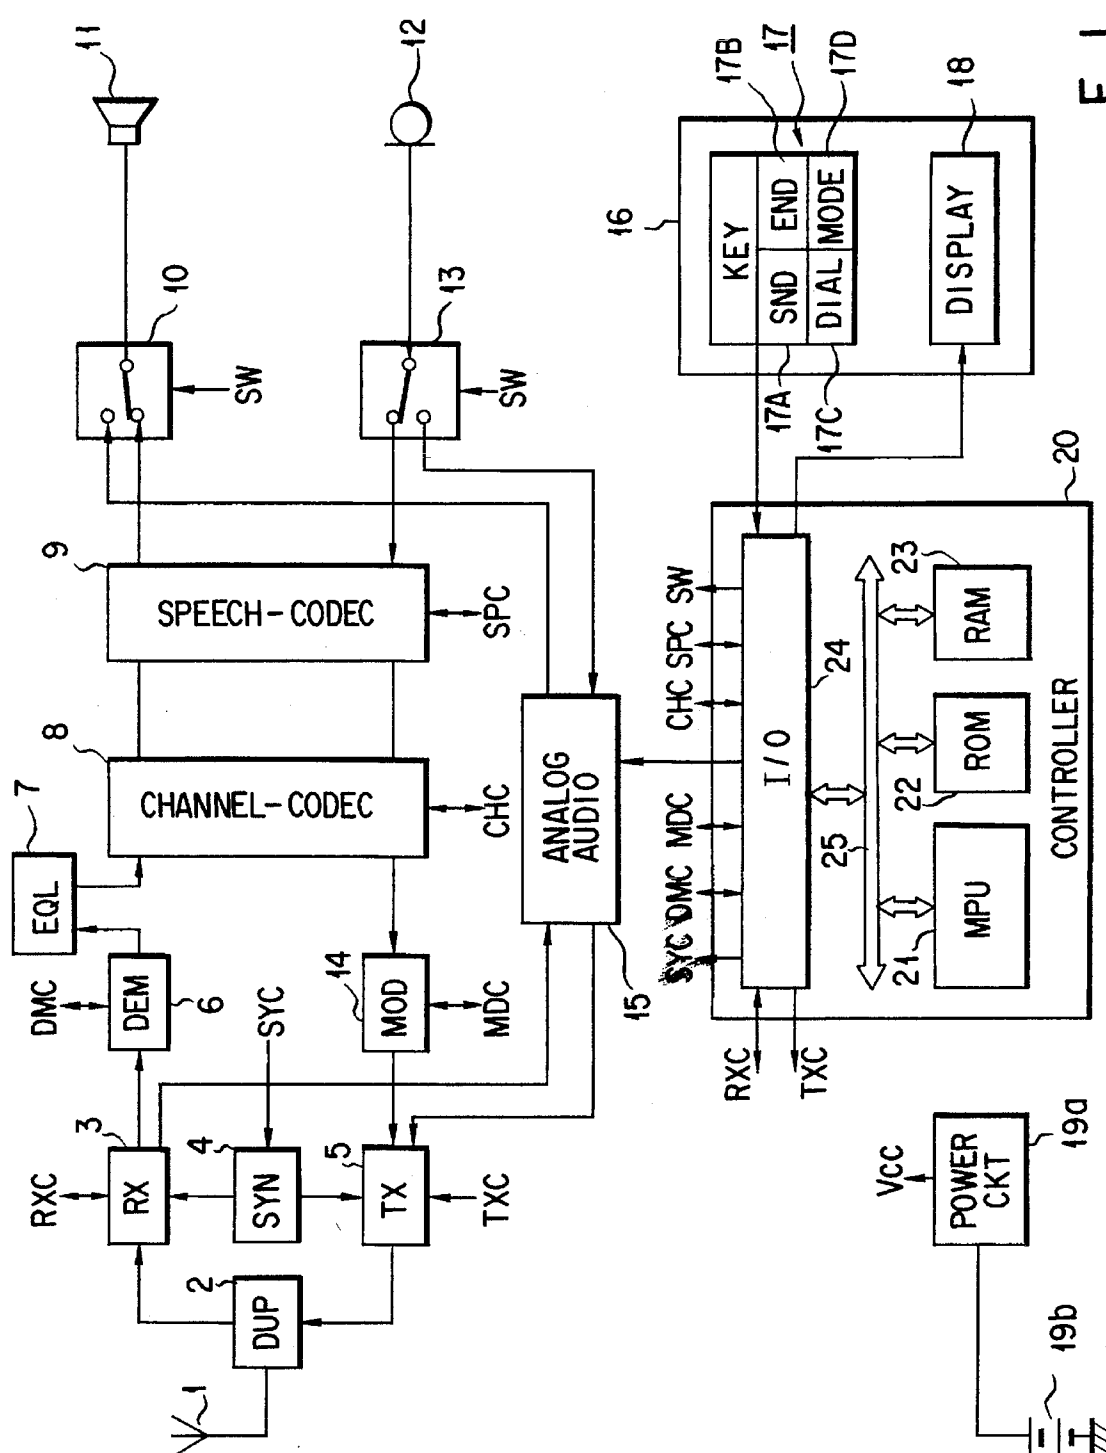 11
12
10
SW
13
SW
9
SPEECH-CODEC
SPC
8
CHANNEL-CODEC
CHC
7
EQL
DMC
DEM
6
SYC
14
MOD
MDC
ANALOG
AUDIO
15
RXC
3
RX
4
SYN
5
TX
TXC
2
DUP
1
16
KEY
SND
END
DIAL
MODE
17A
17B
17
17C
17D
DISPLAY
18
20
RXC
TXC
SYC
DMC
MDC
CHC
SPC
SW
I/O
24
25
21
MPU
22
ROM
23
RAM
CONTROLLER
VCC
POWER
CKT
19a
19b